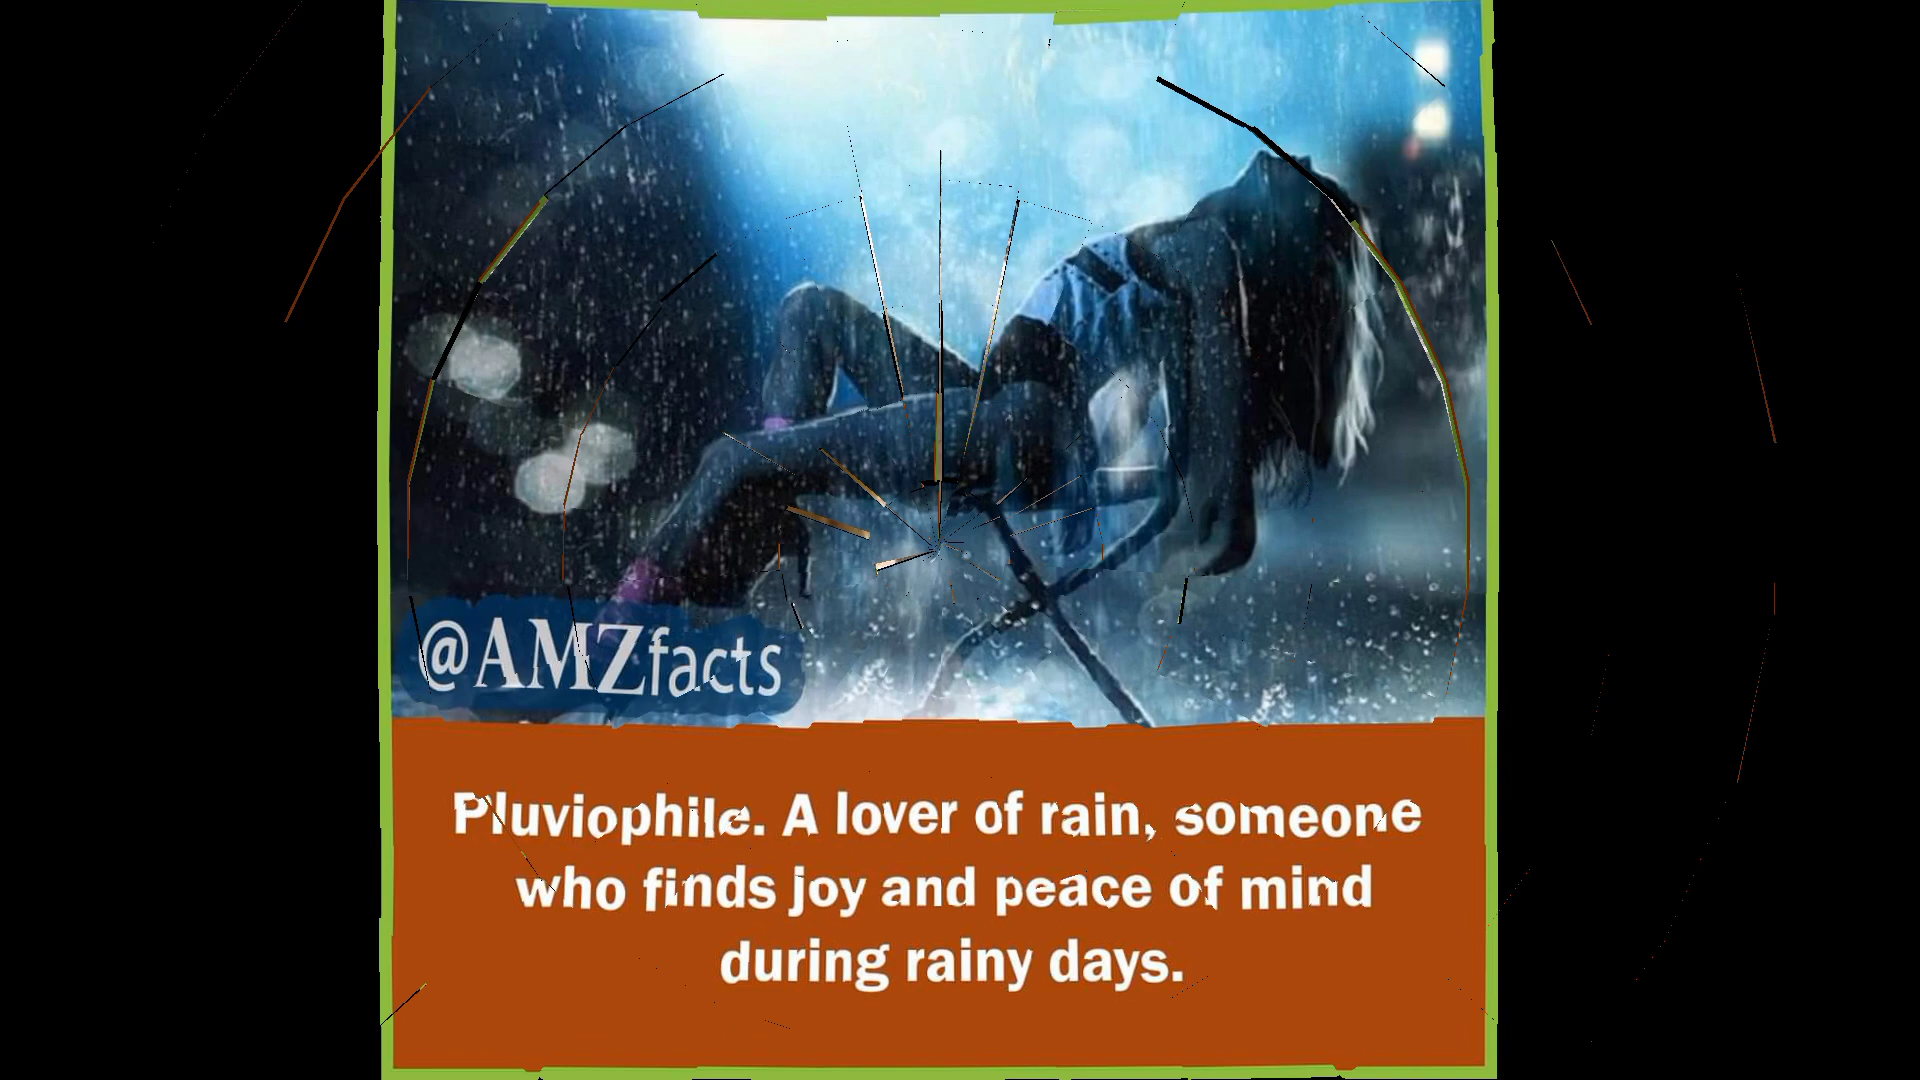 @AMZfacts
Pluviophile. A lover of rain, someone
who finds joy and peace of mind
during rainy days.